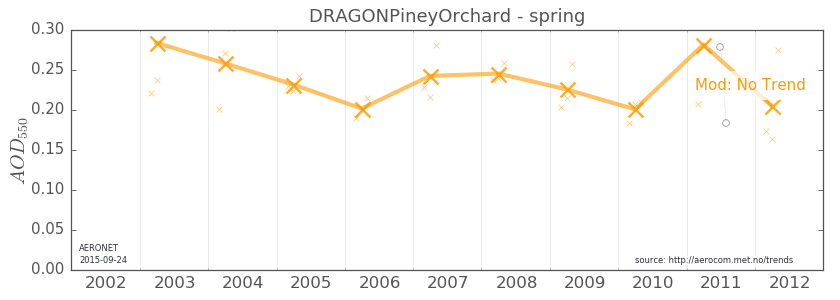 DRAGONPineyOrchard - spring
0.30
0.25
0.20
0.15
0.10
0.05
0.00
AOD550
Mod: No Trend
AERONET
2015-09-24
source: http://aerocom.met.no/trends
2002 2003 2004 2005 2006 2007 2008 2009 2010 2011 2012